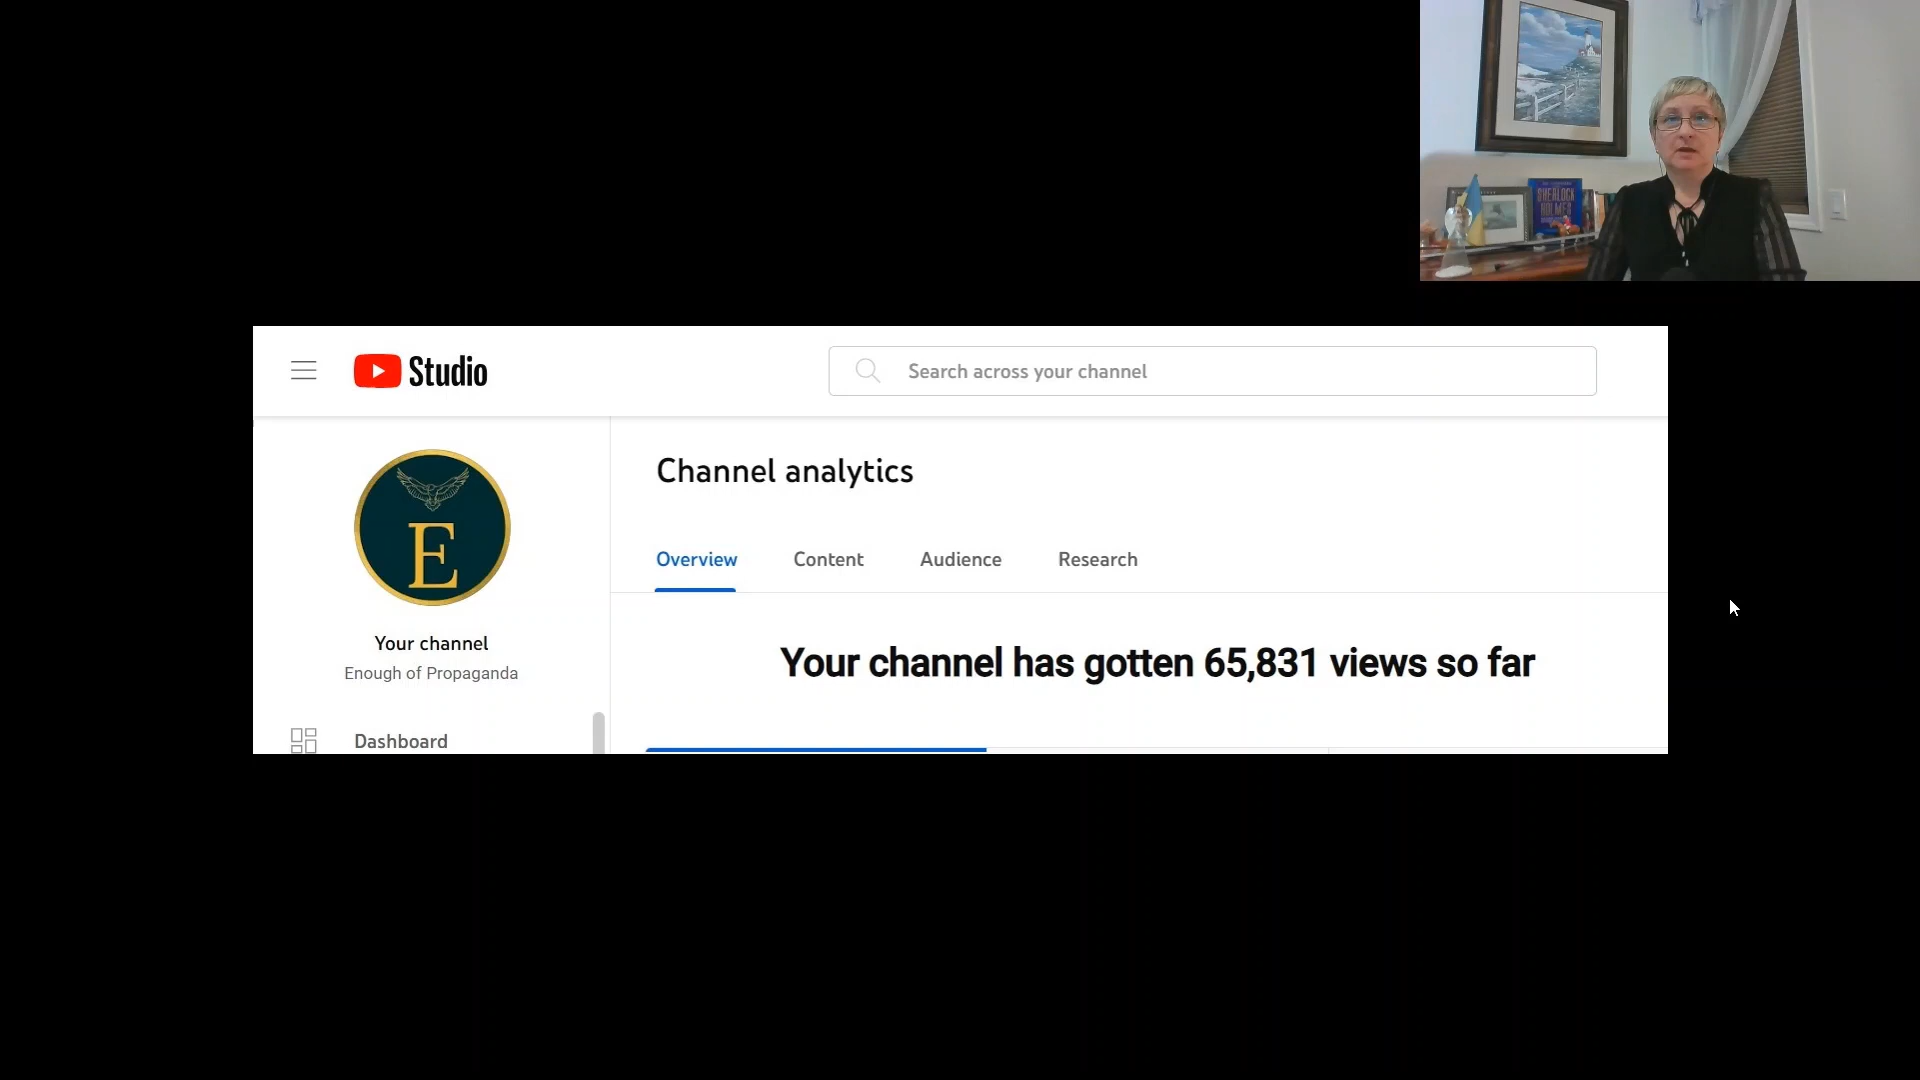 SHERLOCK
HOLMES
Studio
Search across your channel
E
Channel analytics
Overview Content Audience Research
Your channel
Enough of Propaganda
Your channel has gotten 65,831 views so far
Dashboard